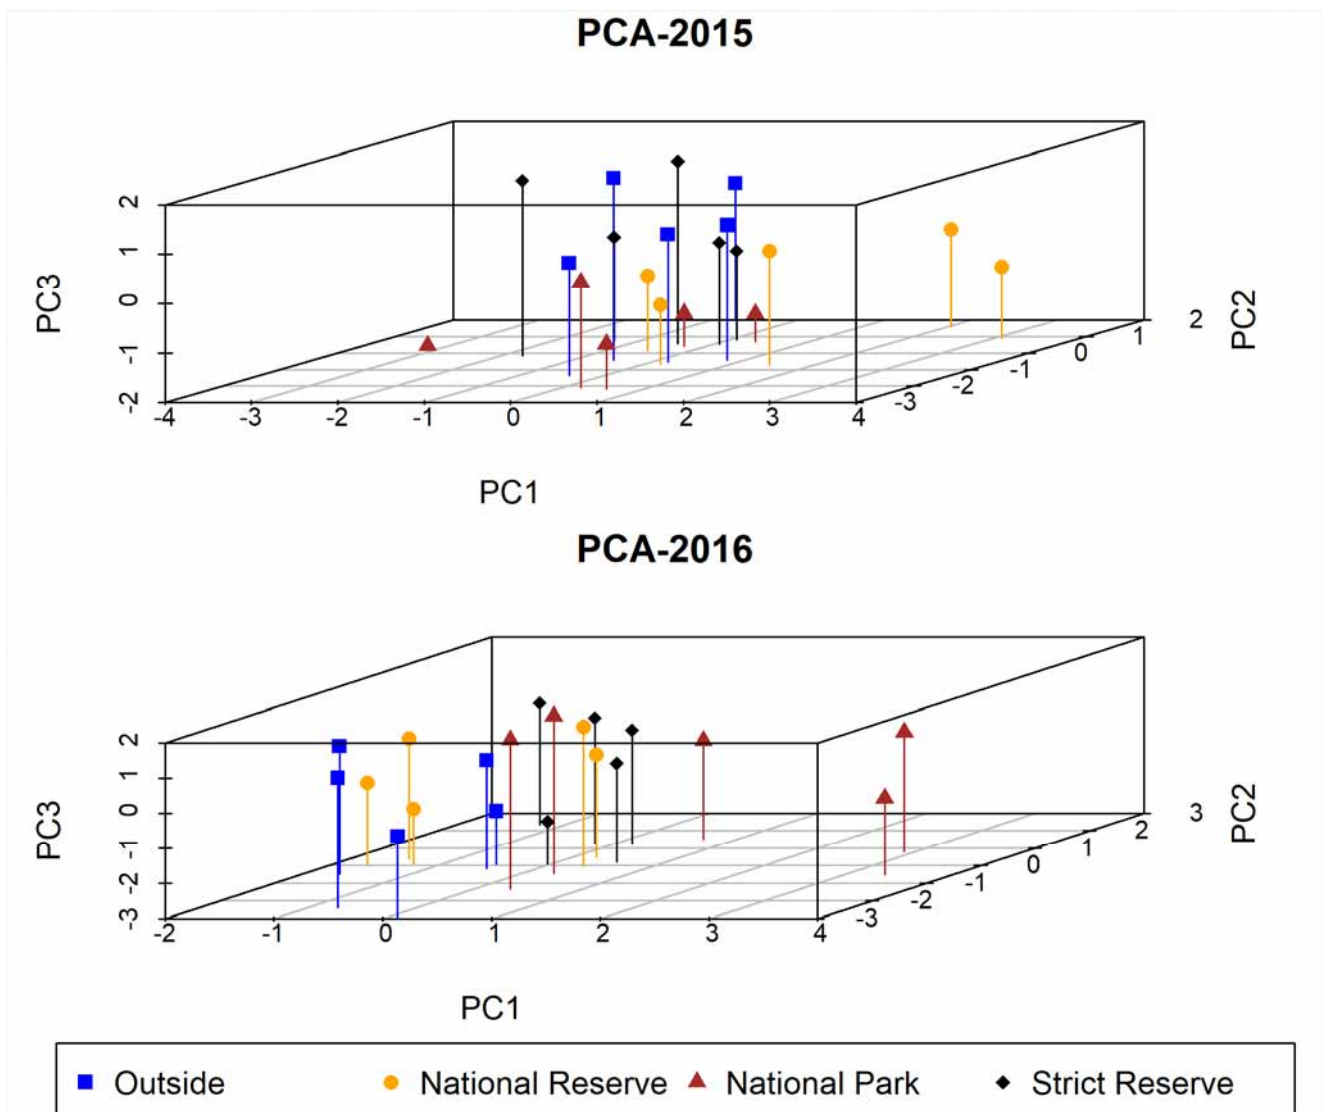 PCA-2015
PC3
2
1
0
-1
-2
-4 -3 -2 -1 0 1 2 3 4
-3 -2 -1 0 1 2
PC2
PC1
PCA-2016
PC3
2
1
0
-1
-2
-3
-2 -1 0 1 2 3 4
-3 -2 -1 0 1 2 3
PC2
PC1
Outside National Reserve National Park Strict Reserve